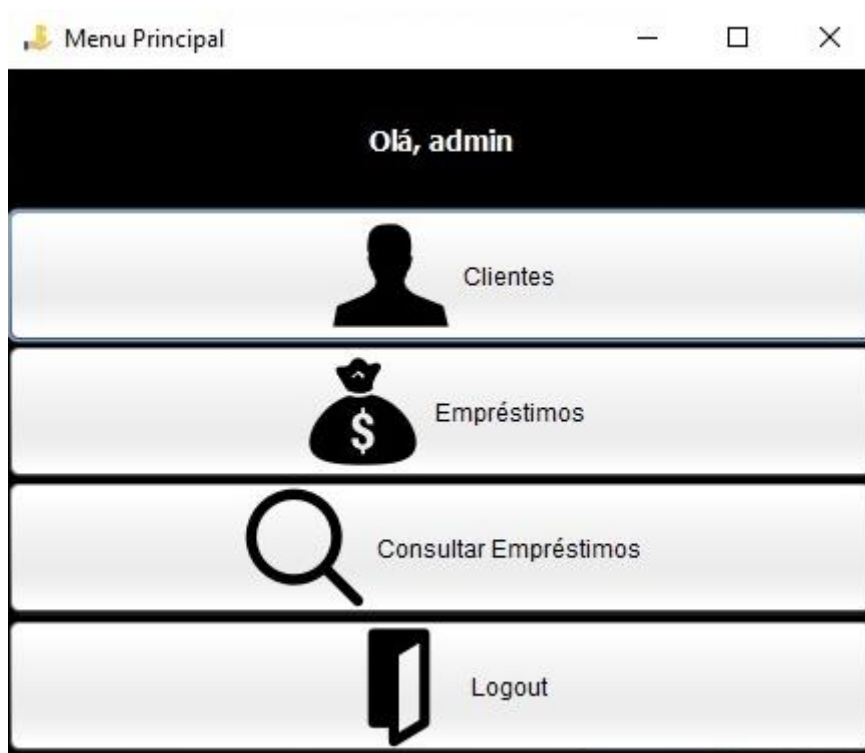 Menu Principal
Olá, admin
Clientes
$
Empréstimos
Consultar Empréstimos
Logout